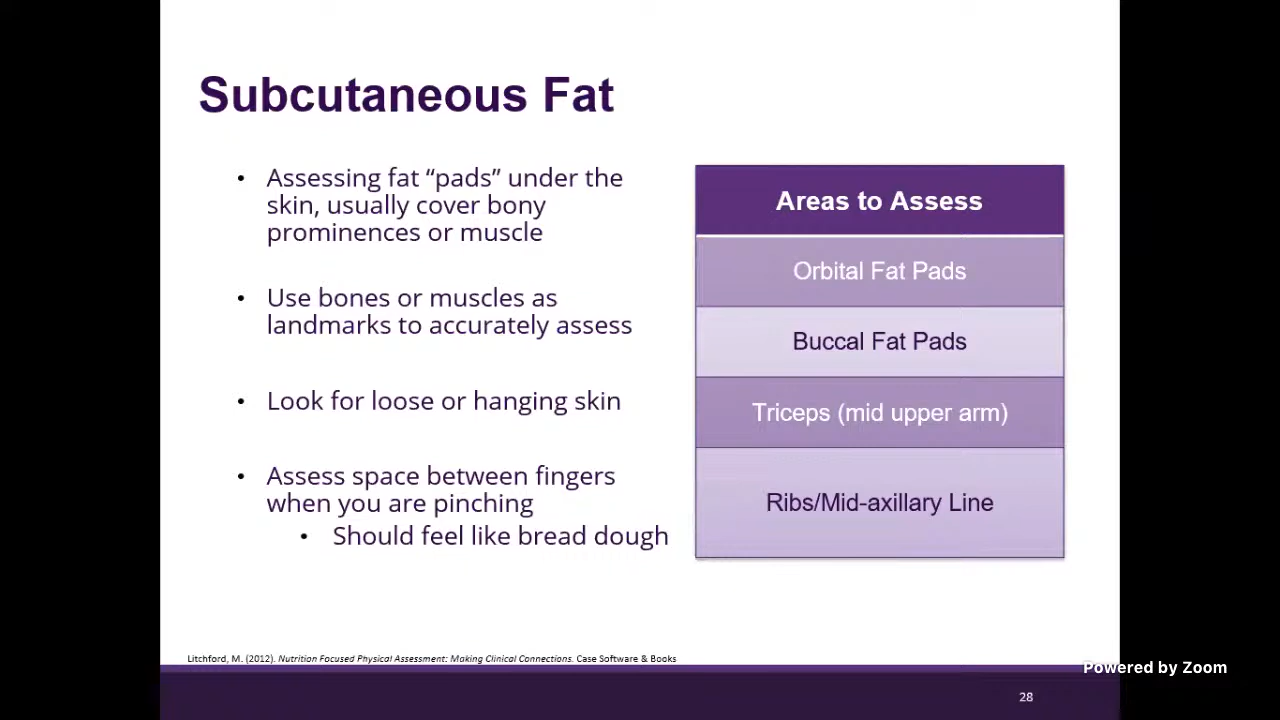 Subcutaneous Fat
• Assessing fat “pads” under the
skin, usually cover bony
prominences or muscle
• Use bones or muscles as
landmarks to accurately assess
• Look for loose or hanging skin
• Assess space between fingers
when you are pinching
• Should feel like bread dough
Areas to Assess
Orbital Fat Pads
Buccal Fat Pads
Triceps (mid upper arm)
Ribs/Mid-axillary Line
Litchford, M. (2012). Nutrition Focused Physical Assessment: Making Clinical Connections. Case Software & Books
Powered by Zoom
28